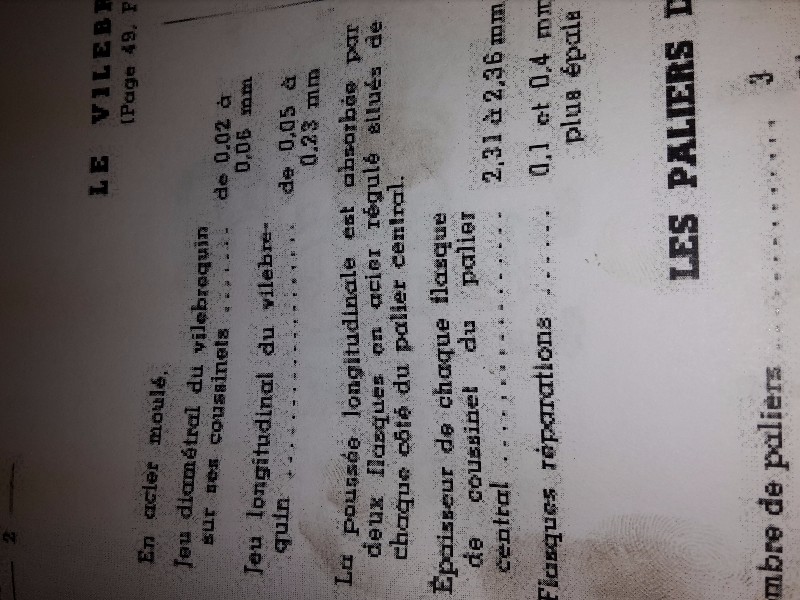 2
LE VILEBR
(Page 49, F
En acier moulé.
Jeu diamétral du vilebrequin
sur ses coussinets ....... de 0,02 à
0,06 mm
Jeu longitudinal du vilebre-
quin .................... de 0,05 à
0,23 mm
La poussée longitudinale est absorbée par
deux flasques en acier régulé situés de
chaque côté du palier central.
Épaisseur de chaque flasque
de coussinet du palier
central .................. 2,31 à 2,36 mm
Flasques réparations ...... 0,1 et 0,4 mm
plus épais
LES PALIERS D
mbre de paliers .................. 3